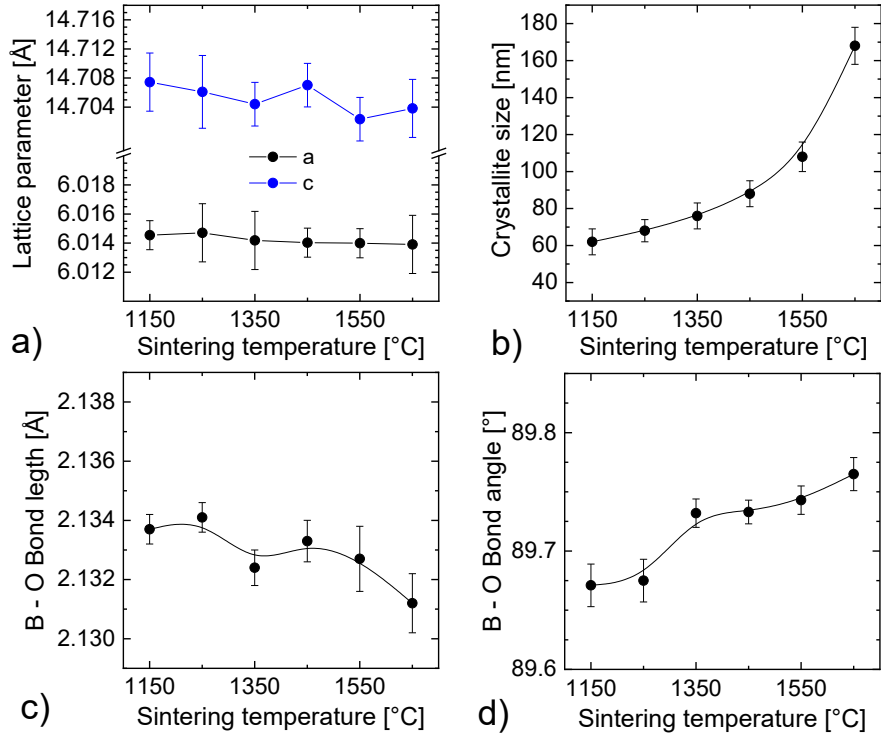 14.716
14.712
14.708
14.704
6.018
6.016
6.014
6.012
Lattice parameter [Å]
a
c
1150 1350 1550
Sintering temperature [°C]
a)
180
160
140
120
100
80
60
40
Crystallite size [nm]
1150 1350 1550
Sintering temperature [°C]
b)
2.138
2.136
2.134
2.132
2.130
B - O Bond legth [Å]
1150 1350 1550
Sintering temperature [°C]
c)
89.8
89.7
89.6
B - O Bond angle [°]
1150 1350 1550
Sintering temperature [°C]
d)